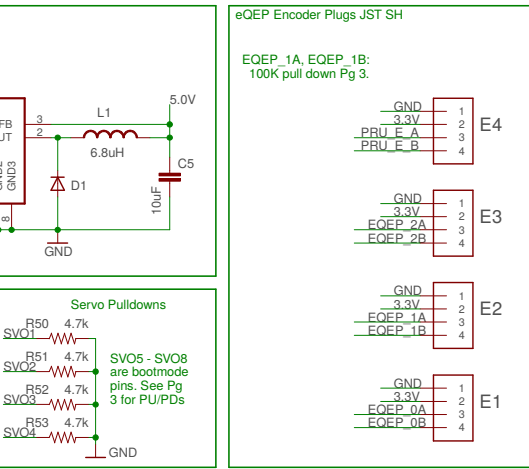 eQEP Encoder Plugs JST SH
EQEP_1A, EQEP_1B:
100K pull down Pg 3.
FB
3
UT
2
GND3
8
L1
6.8uH
5.0V
D1
C5
10uF
GND
GND
3.3V
PRU_E_A
PRU_E_B
1
2
3
4
E4
GND
3.3V
EQEP_2A
EQEP_2B
1
2
3
4
E3
GND
3.3V
EQEP_1A
EQEP_1B
1
2
3
4
E2
GND
3.3V
EQEP_0A
EQEP_0B
1
2
3
4
E1
Servo Pulldowns
SVO1
R50
4.7k
SVO2
R51
4.7k
SVO3
R52
4.7k
SVO4
R53
4.7k
GND
SVO5 - SVO8
are bootmode
pins. See Pg
3 for PU/PDs